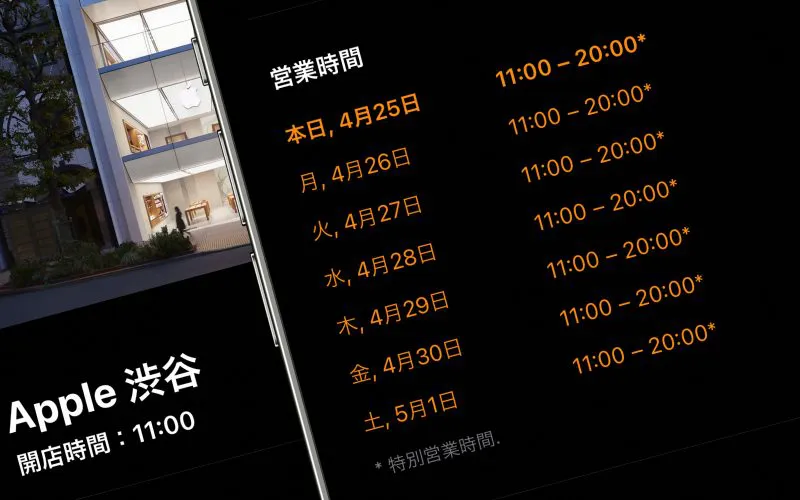 Apple 渋谷
開店時間：11:00
営業時間
本日, 4月25日 11:00 – 20:00*
月, 4月26日 11:00 – 20:00*
火, 4月27日 11:00 – 20:00*
水, 4月28日 11:00 – 20:00*
木, 4月29日 11:00 – 20:00*
金, 4月30日 11:00 – 20:00*
土, 5月1日 11:00 – 20:00*
* 特別営業時間.